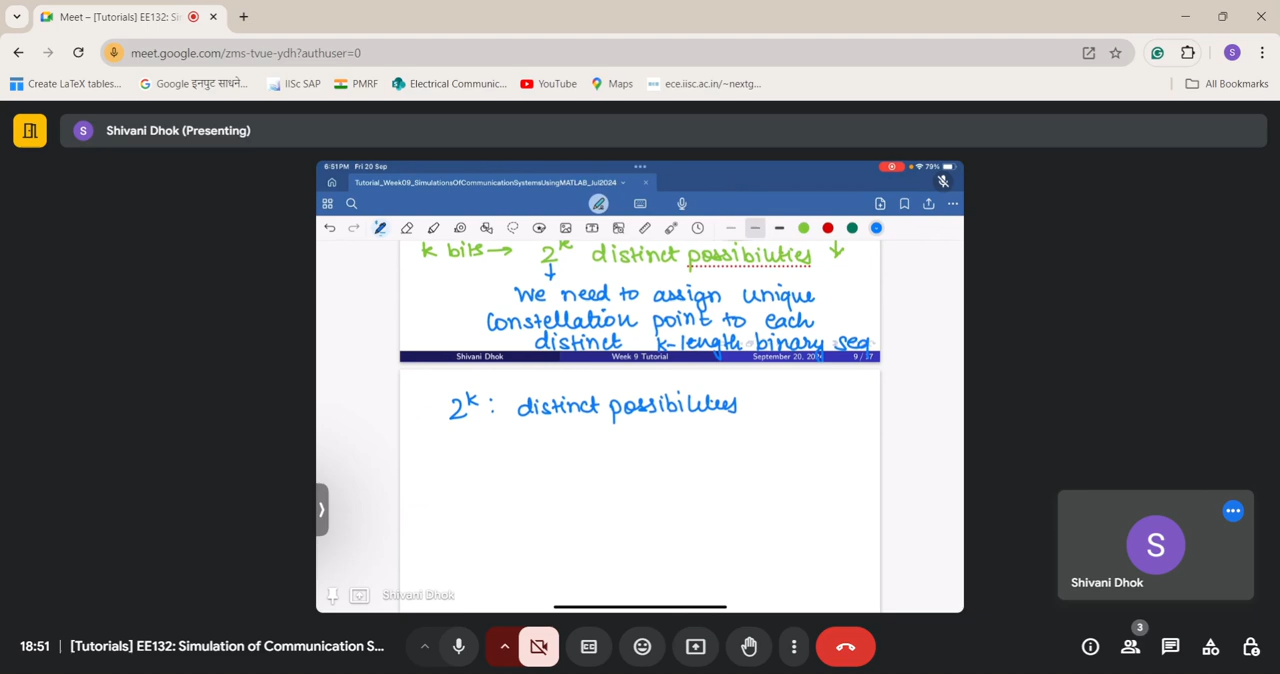 Meet – [Tutorials] EE132: Si
meet.google.com/zms-tvue-ydh?authuser=0
S
Create LaTeX tables...
Google इनपुट साधने...
IISc SAP
PMRF
Electrical Communic...
YouTube
Maps
ece.iisc.ac.in/~nextg...
All Bookmarks
S
Shivani Dhok (Presenting)
6:51 PM Fri 20 Sep
79%
Tutorial_Week09_SimulationsOfCommunicationSystemsUsingMATLAB_Jul2024
k bits → 2^k distinct possibilities ↓
↓
We need to assign unique
Constellation point to each
distinct k-length binary seq
Shivani Dhok
Week 9 Tutorial
September 20, 20
9 /
7
2^k : distinct possibilities
Shivani Dhok
S
Shivani Dhok
18:51 | [Tutorials] EE132: Simulation of Communication S...
3